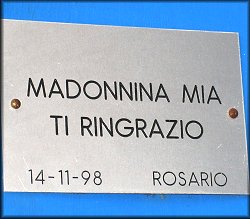 MADONNINA MIA
TI RINGRAZIO
14-11-98 ROSARIO